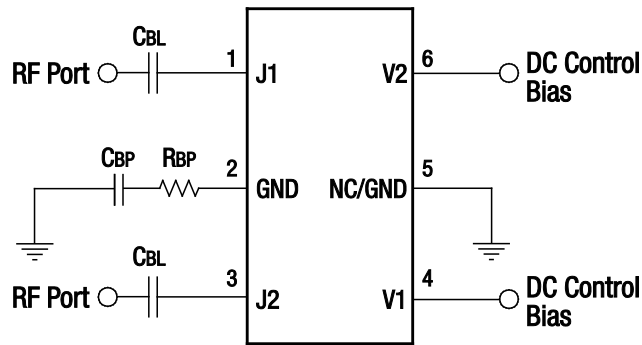 CBL
RF Port
1
J1
V2
6
DC Control
Bias
CBP
RBP
2
GND
NC/GND
5
CBL
RF Port
3
J2
V1
4
DC Control
Bias